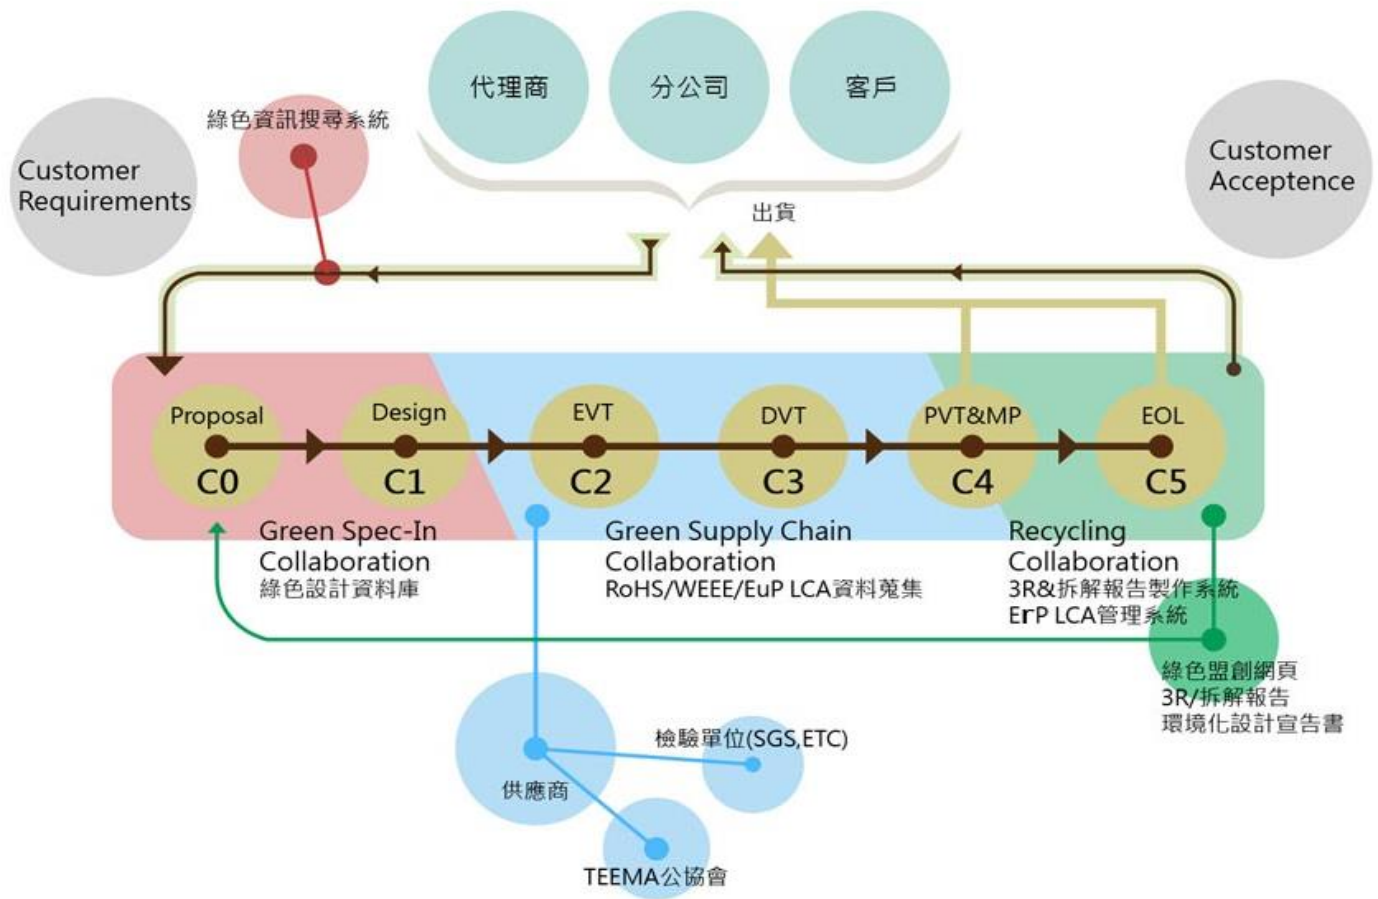 代理商
分公司
客戶
綠色資訊搜尋系統
Customer
Requirements
Customer
Acceptence
出貨
Proposal
C0
Design
C1
EVT
C2
DVT
C3
PVT&MP
C4
EOL
C5
Green Spec-In
Collaboration
綠色設計資料庫
Green Supply Chain
Collaboration
RoHS/WEEE/EuP LCA資料蒐集
Recycling
Collaboration
3R&拆解報告製作系統
ErP LCA管理系統
綠色盟創網頁
3R/拆解報告
環境化設計宣告書
檢驗單位(SGS,ETC)
供應商
TEEMA公協會